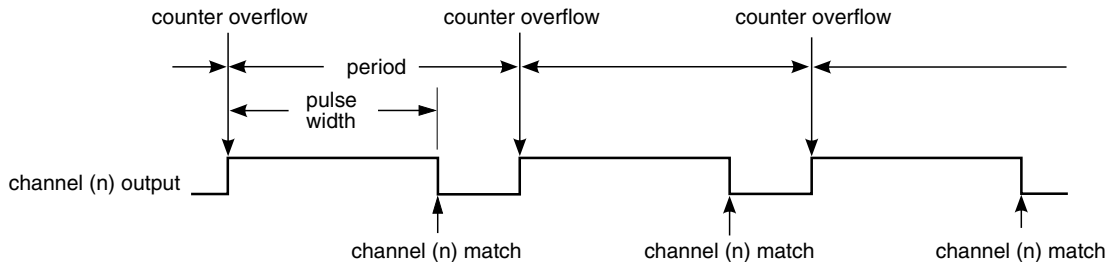 counter overflow
counter overflow
counter overflow
period
pulse
width
channel (n) output
channel (n) match
channel (n) match
channel (n) match